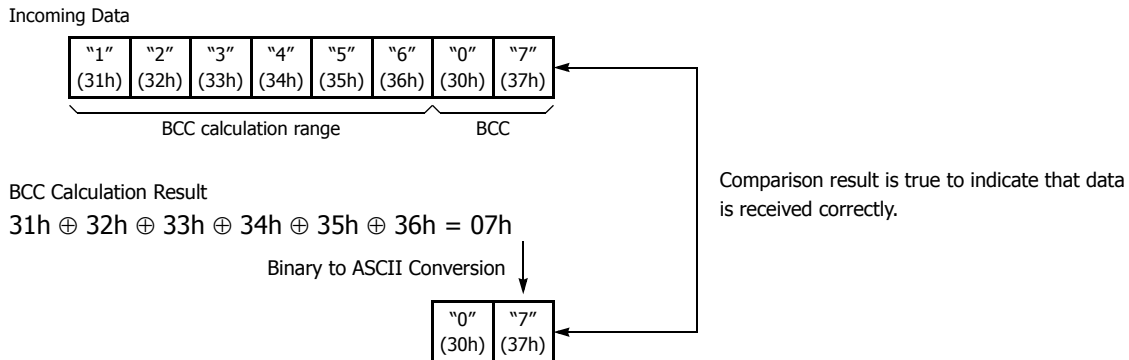 Incoming Data
“1” “2” “3” “4” “5” “6” “0” “7”
(31h) (32h) (33h) (34h) (35h) (36h) (30h) (37h)
BCC calculation range BCC
BCC Calculation Result
31h ⊕ 32h ⊕ 33h ⊕ 34h ⊕ 35h ⊕ 36h = 07h
Comparison result is true to indicate that data
is received correctly.
Binary to ASCII Conversion
“0” “7”
(30h) (37h)